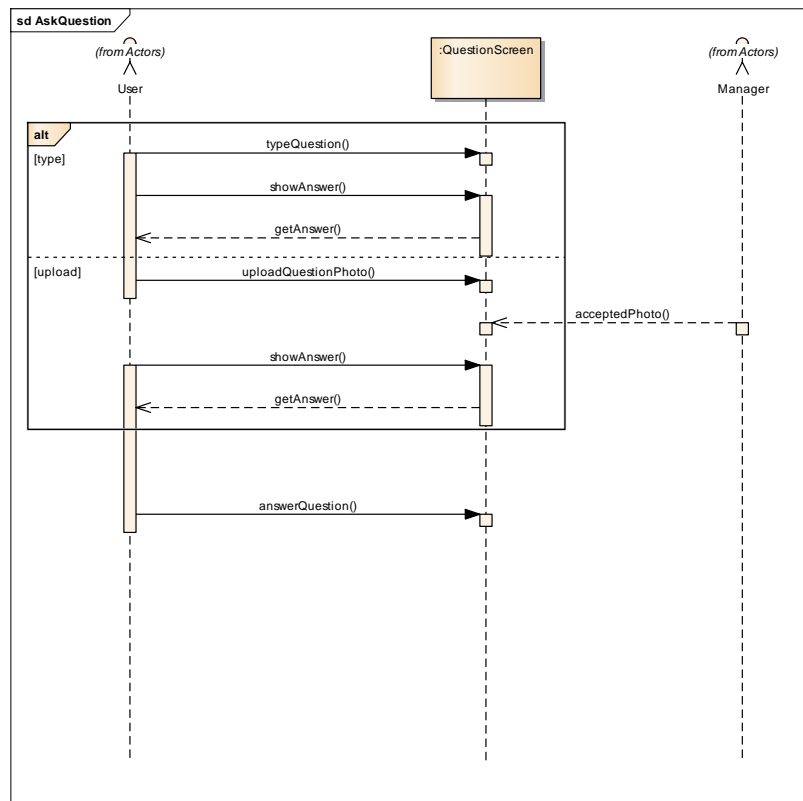 sd AskQuestion
(from Actors)
User
:QuestionScreen
(from Actors)
Manager
alt
[type]
typeQuestion()
showAnswer()
getAnswer()
[upload]
uploadQuestionPhoto()
acceptedPhoto()
showAnswer()
getAnswer()
answerQuestion()